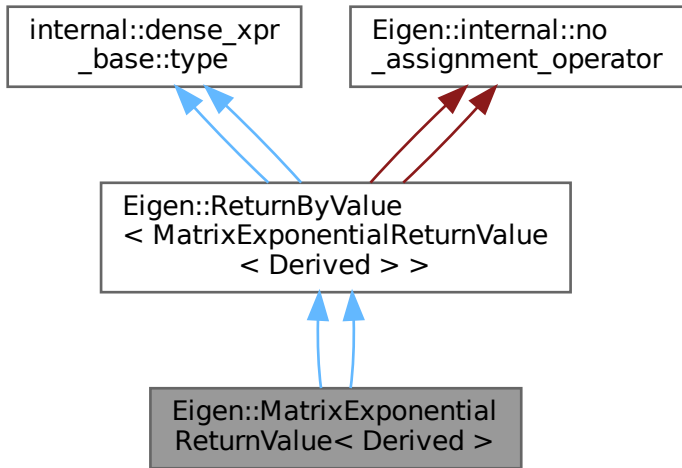 internal::dense_xpr
_base::type
Eigen::internal::no
_assignment_operator
Eigen::ReturnByValue
< MatrixExponentialReturnValue
< Derived > >
Eigen::MatrixExponential
ReturnValue< Derived >